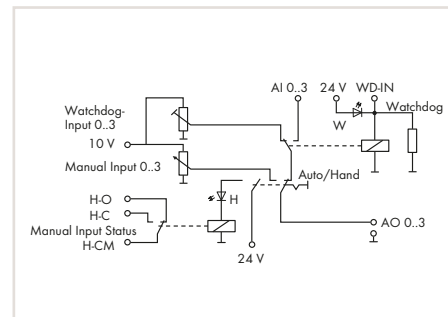 AI 0..3
24 V
WD-IN
Watchdog-
Input 0..3
W
Watchdog
10 V
Manual Input 0..3
Auto/Hand
H-O
H
H-C
Manual Input Status
H-CM
AO 0..3
24 V